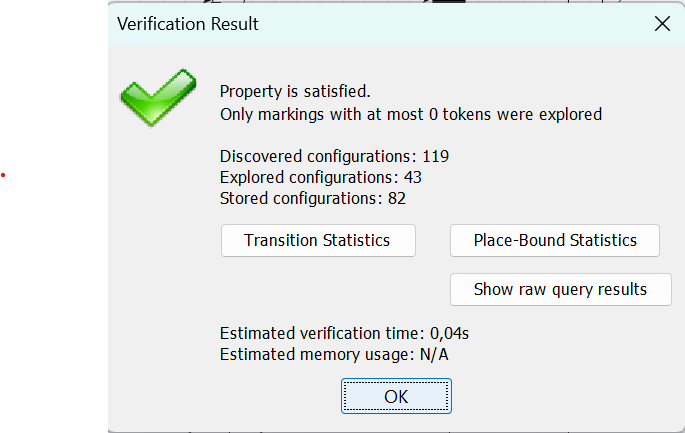 Verification Result
Property is satisfied.
Only markings with at most 0 tokens were explored
Discovered configurations: 119
Explored configurations: 43
Stored configurations: 82
Transition Statistics
Place-Bound Statistics
Show raw query results
Estimated verification time: 0,04s
Estimated memory usage: N/A
OK